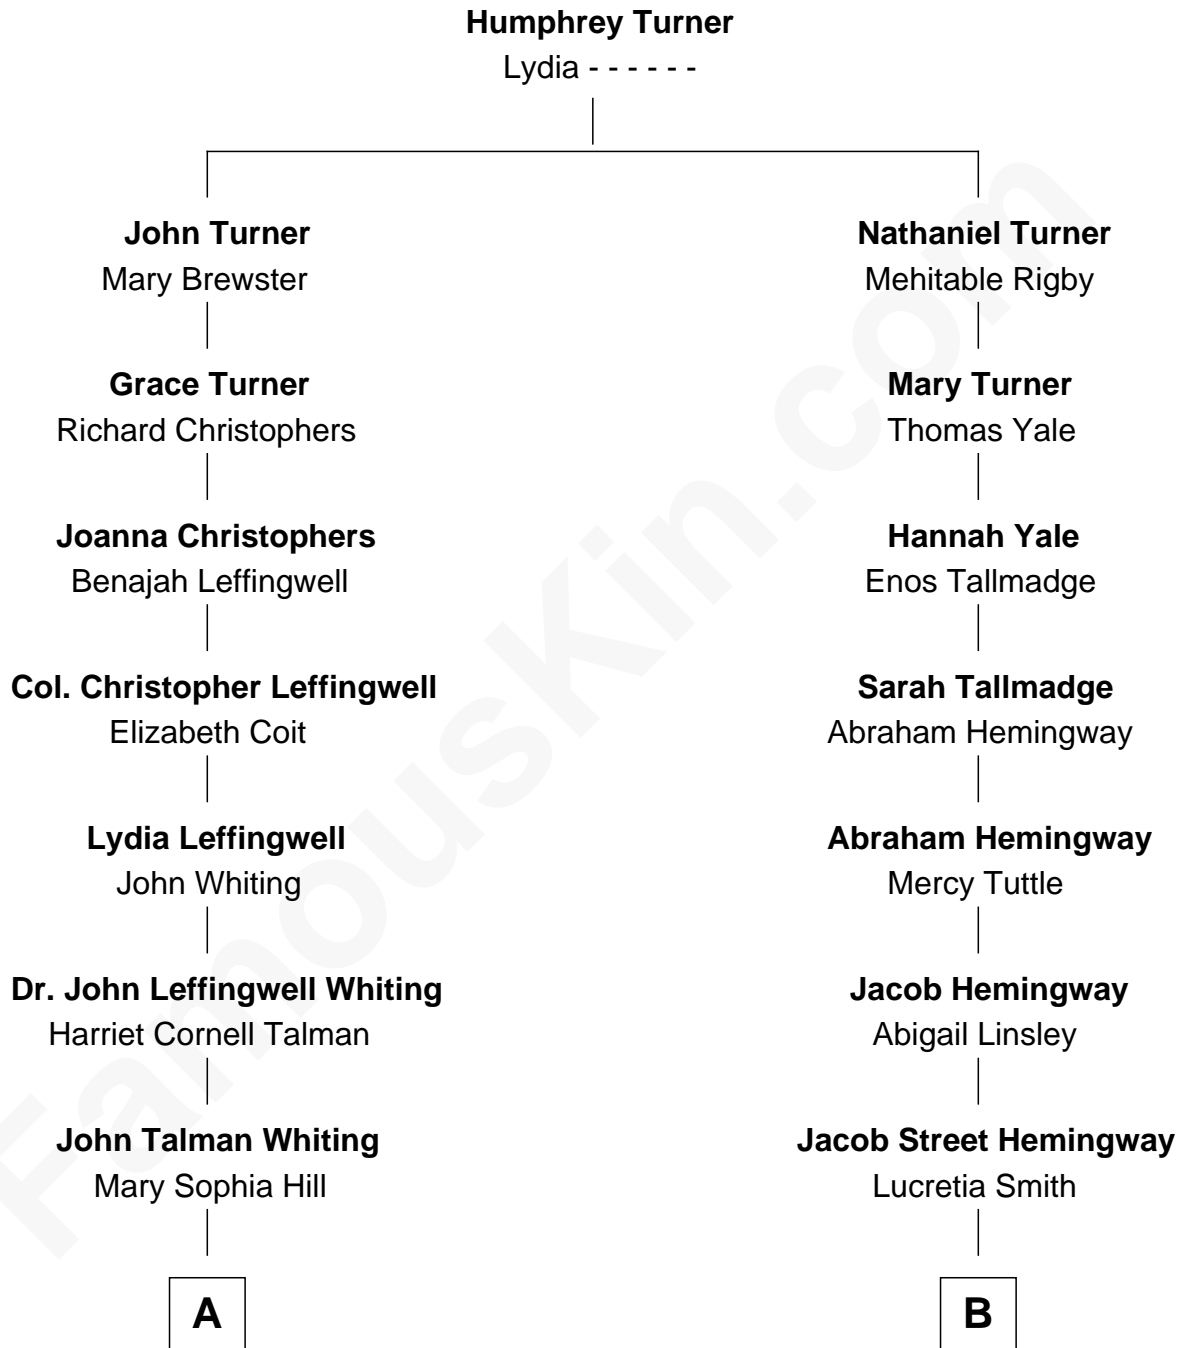 Humphrey Turner
Lydia - - - - - -
John Turner
Mary Brewster
Nathaniel Turner
Mehitable Rigby
Grace Turner
Richard Christophers
Mary Turner
Thomas Yale
Joanna Christophers
Benajah Leffingwell
Hannah Yale
Enos Tallmadge
Col. Christopher Leffingwell
Elizabeth Coit
Sarah Tallmadge
Abraham Hemingway
Lydia Leffingwell
John Whiting
Abraham Hemingway
Mercy Tuttle
Dr. John Leffingwell Whiting
Harriet Cornell Talman
Jacob Hemingway
Abigail Linsley
John Talman Whiting
Mary Sophia Hill
Jacob Street Hemingway
Lucretia Smith
A
B
FamousKin.com